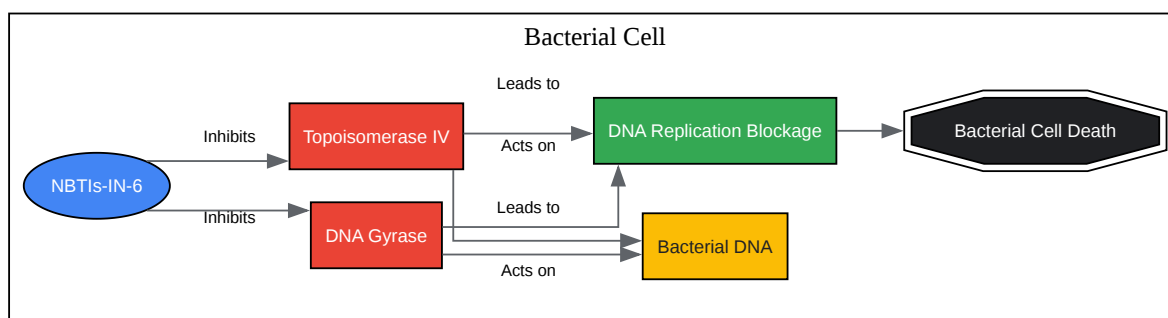 Bacterial Cell
Leads to
Inhibits
Topoisomerase IV
DNA Replication Blockage
Bacterial Cell Death
Acts on
NBTIs-IN-6
Inhibits
Leads to
DNA Gyrase
Bacterial DNA
Acts on